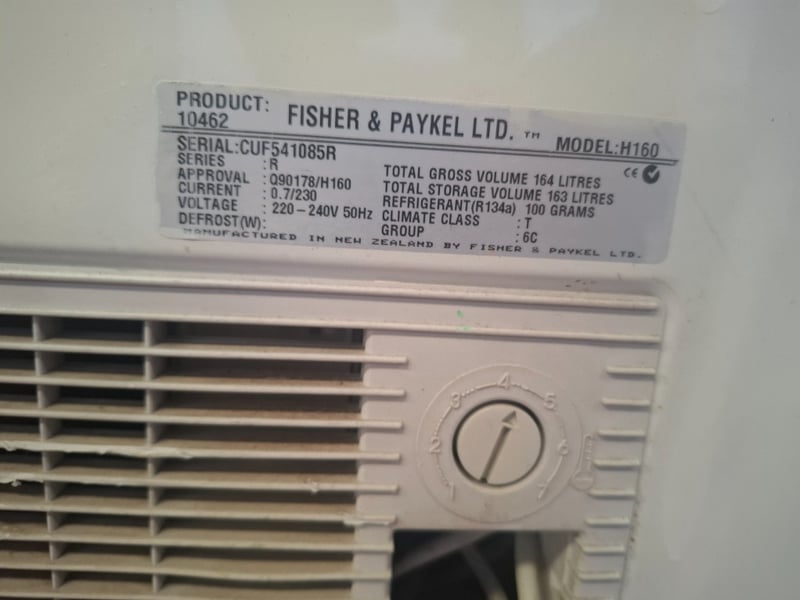 PRODUCT:
10462
FISHER & PAYKEL LTD. ™
MODEL:H160
SERIAL:CUF541085R
SERIES : R
APPROVAL : Q90178/H160
CURRENT : 0.7/230
VOLTAGE : 220-240V 50Hz
DEFROST(W):
TOTAL GROSS VOLUME 164 LITRES
TOTAL STORAGE VOLUME 163 LITRES
REFRIGERANT(R134a) 100 GRAMS
CLIMATE CLASS : T
GROUP : 6C
CE
MANUFACTURED IN NEW ZEALAND BY FISHER & PAYKEL LTD.
1 2 3 4 5 6 7